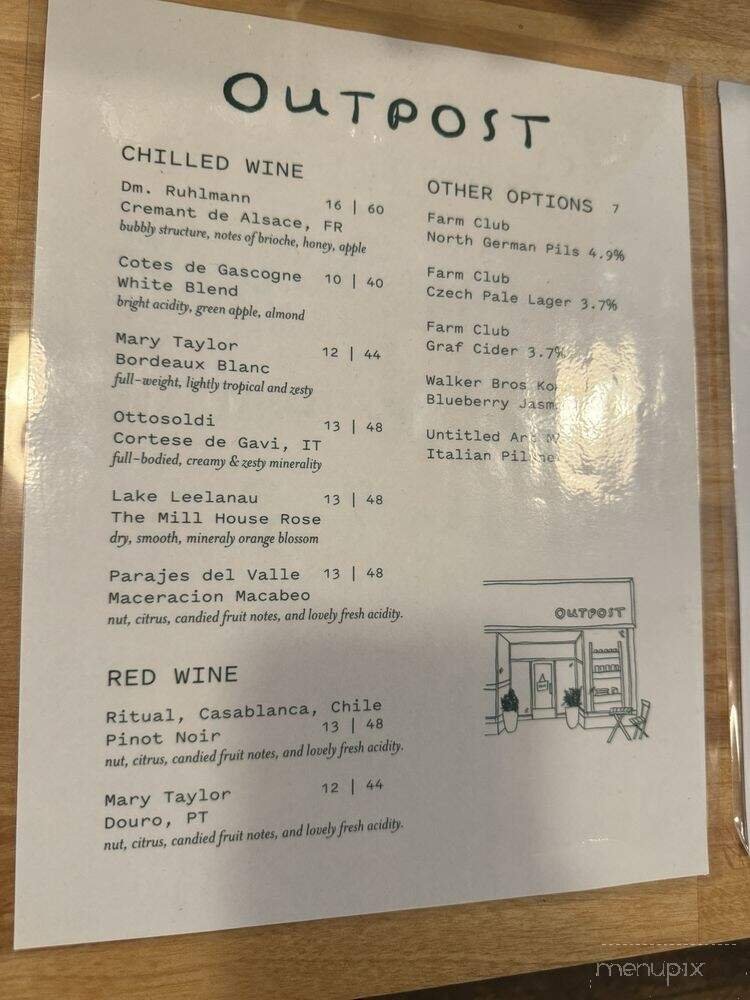 OUTPOST
CHILLED WINE
Dm. Ruhlmann 16 | 60
Cremant de Alsace, FR
bubbly structure, notes of brioche, honey, apple
Cotes de Gascogne 10 | 40
White Blend
bright acidity, green apple, almond
Mary Taylor 12 | 44
Bordeaux Blanc
full-weight, lightly tropical and zesty
Ottosoldi 13 | 48
Cortese de Gavi, IT
full-bodied, creamy & zesty minerality
Lake Leelanau 13 | 48
The Mill House Rose
dry, smooth, mineraly orange blossom
Parajes del Valle 13 | 48
Maceracion Macabeo
nut, citrus, candied fruit notes, and lovely fresh acidity.
RED WINE
Ritual, Casablanca, Chile
Pinot Noir 13 | 48
nut, citrus, candied fruit notes, and lovely fresh acidity.
Mary Taylor 12 | 44
Douro, PT
nut, citrus, candied fruit notes, and lovely fresh acidity.
OTHER OPTIONS 7
Farm Club
North German Pils 4.9%
Farm Club
Czech Pale Lager 3.7%
Farm Club
Graf Cider 3.7%
Walker Bros
Blueberry
Untitled Art
Italian
OUTPOST
menupix